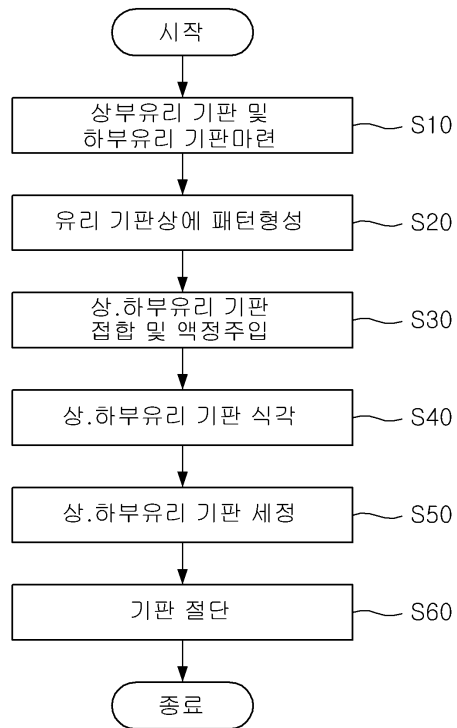 시작
상부유리 기판 및
하부유리 기판마련
S10
유리 기판상에 패턴형성
S20
상.하부유리 기판
접합 및 액정주입
S30
상.하부유리 기판 식각
S40
상.하부유리 기판 세정
S50
기판 절단
S60
종료